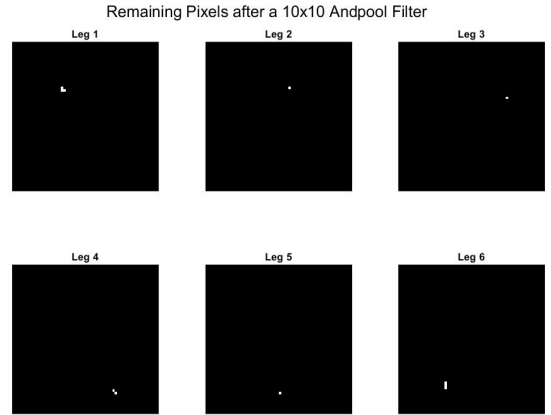 Remaining Pixels after a 10x10 Andpool Filter
Leg 1
Leg 2
Leg 3
Leg 4
Leg 5
Leg 6